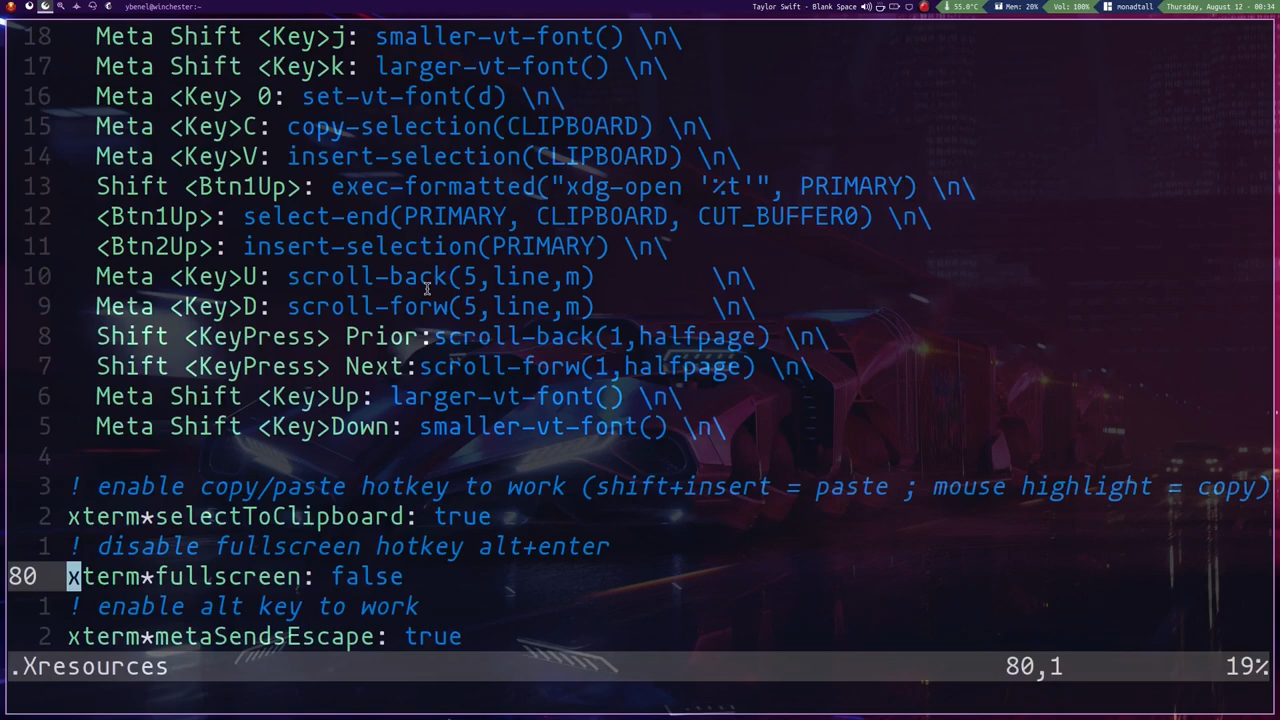 ybenel@winchester:~ Taylor Swift - Blank Space 55.0°C Mem: 20% Vol: 100% monadtall Thursday, August 12 - 00:34
18 Meta Shift <Key>j: smaller-vt-font() \n\
17 Meta Shift <Key>k: larger-vt-font() \n\
16 Meta <Key> 0: set-vt-font(d) \n\
15 Meta <Key>C: copy-selection(CLIPBOARD) \n\
14 Meta <Key>V: insert-selection(CLIPBOARD) \n\
13 Shift <Btn1Up>: exec-formatted("xdg-open '%t'", PRIMARY) \n\
12 <Btn1Up>: select-end(PRIMARY, CLIPBOARD, CUT_BUFFER0) \n\
11 <Btn2Up>: insert-selection(PRIMARY) \n\
10 Meta <Key>U: scroll-back(5,line,m) \n\
9 Meta <Key>D: scroll-forw(5,line,m) \n\
8 Shift <KeyPress> Prior:scroll-back(1,halfpage) \n\
7 Shift <KeyPress> Next:scroll-forw(1,halfpage) \n\
6 Meta Shift <Key>Up: larger-vt-font() \n\
5 Meta Shift <Key>Down: smaller-vt-font() \n\
4
3 ! enable copy/paste hotkey to work (shift+insert = paste ; mouse highlight = copy)
2 xterm*selectToClipboard: true
1 ! disable fullscreen hotkey alt+enter
80 xterm*fullscreen: false
1 ! enable alt key to work
2 xterm*metaSendsEscape: true
.Xresources 80,1 19%